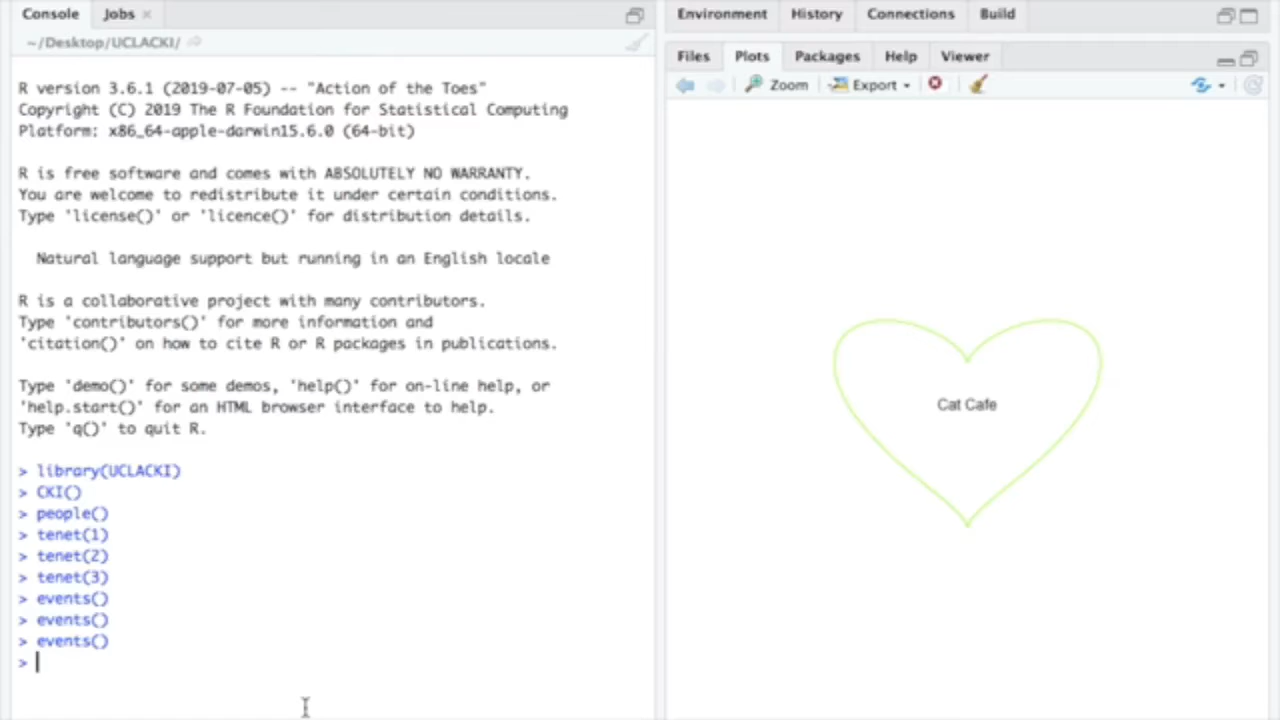 Console Jobs
~/Desktop/UCLACKI/
R version 3.6.1 (2019-07-05) -- "Action of the Toes"
Copyright (C) 2019 The R Foundation for Statistical Computing
Platform: x86_64-apple-darwin15.6.0 (64-bit)
R is free software and comes with ABSOLUTELY NO WARRANTY.
You are welcome to redistribute it under certain conditions.
Type 'license()' or 'licence()' for distribution details.
Natural language support but running in an English locale
R is a collaborative project with many contributors.
Type 'contributors()' for more information and
'citation()' on how to cite R or R packages in publications.
Type 'demo()' for some demos, 'help()' for on-line help, or
'help.start()' for an HTML browser interface to help.
Type 'q()' to quit R.
> library(UCLACKI)
> CKI()
> people()
> tenet(1)
> tenet(2)
> tenet(3)
> events()
> events()
> events()
>
Environment History Connections Build
Files Plots Packages Help Viewer
Zoom Export
Cat Cafe